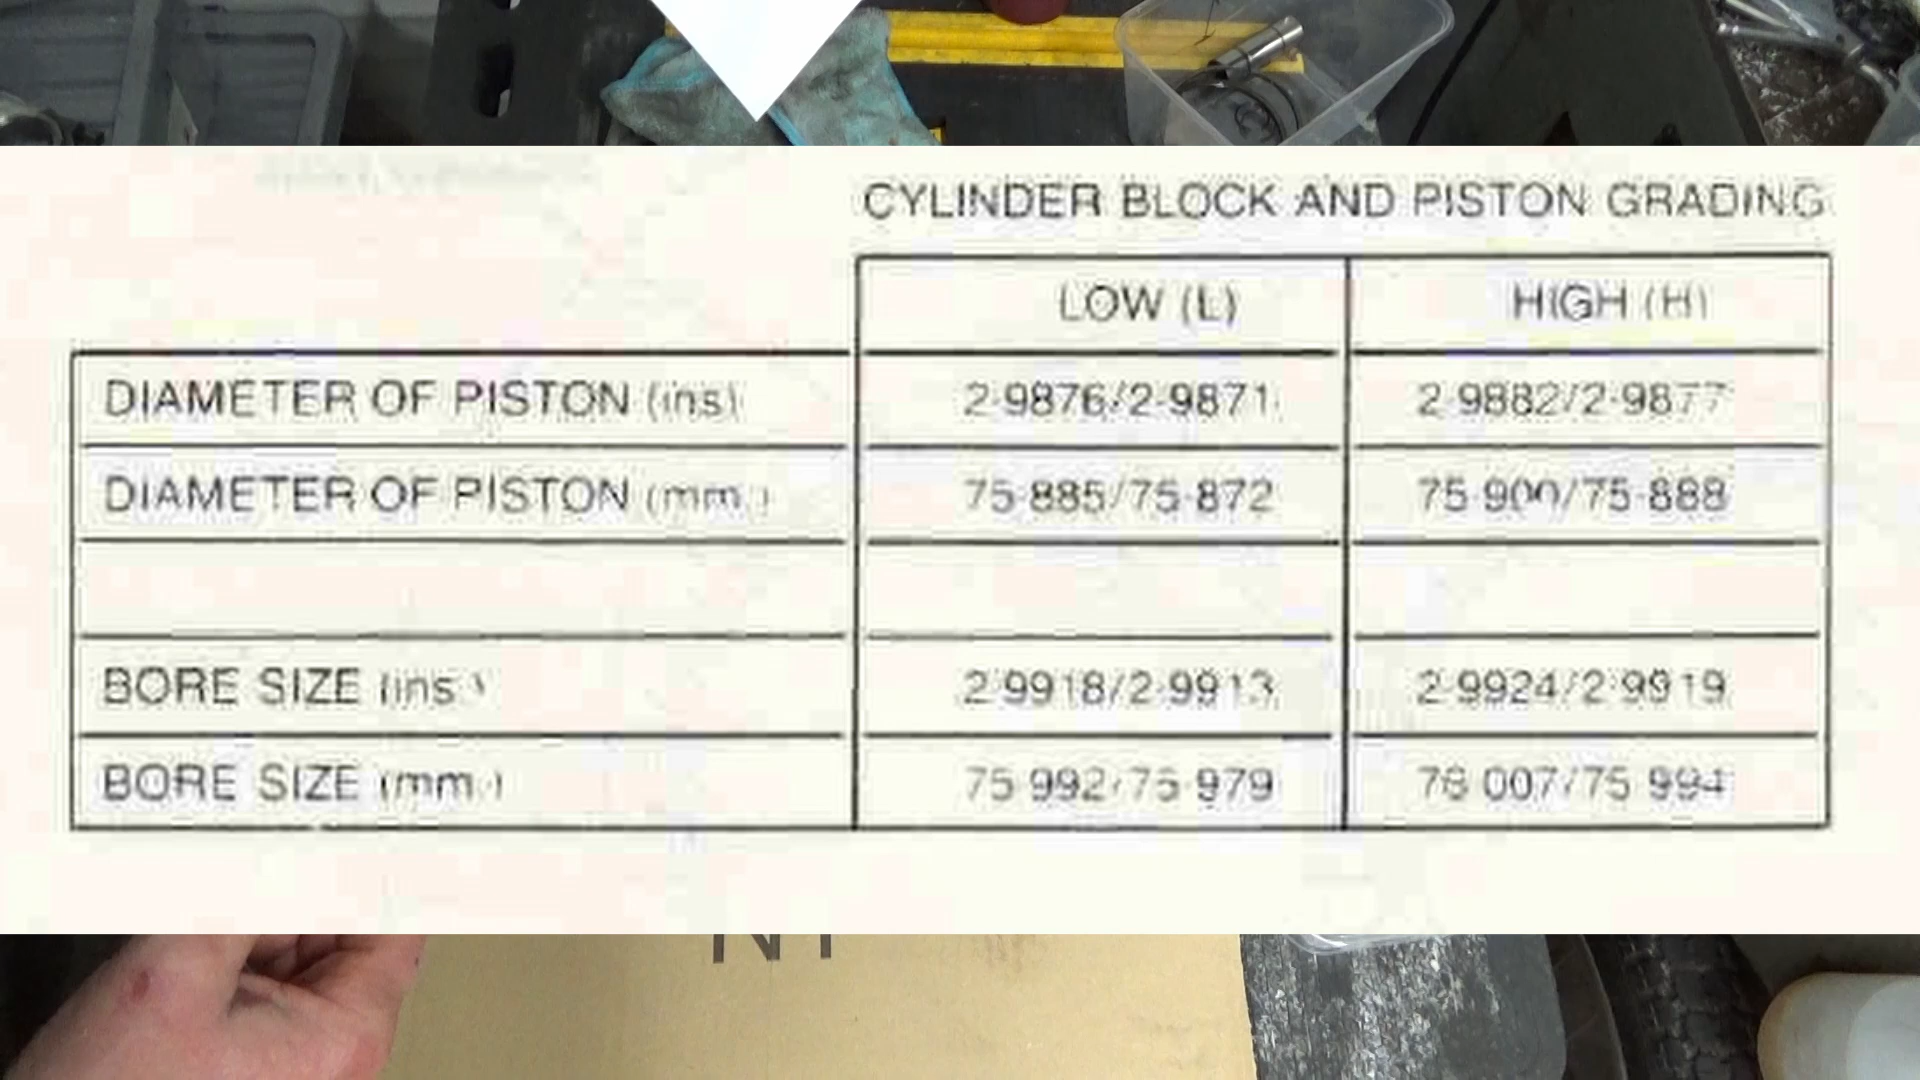 CYLINDER BLOCK AND PISTON GRADING
LOW (L) HIGH (H)
DIAMETER OF PISTON (ins) 2·9876/2·9871 2·9882/2·9877
DIAMETER OF PISTON (mm.) 75·885/75·872 75·900/75·888
BORE SIZE (ins.) 2·9918/2·9913 2·9924/2·9919
BORE SIZE (mm.) 75·992/75·979 76·007/75·994